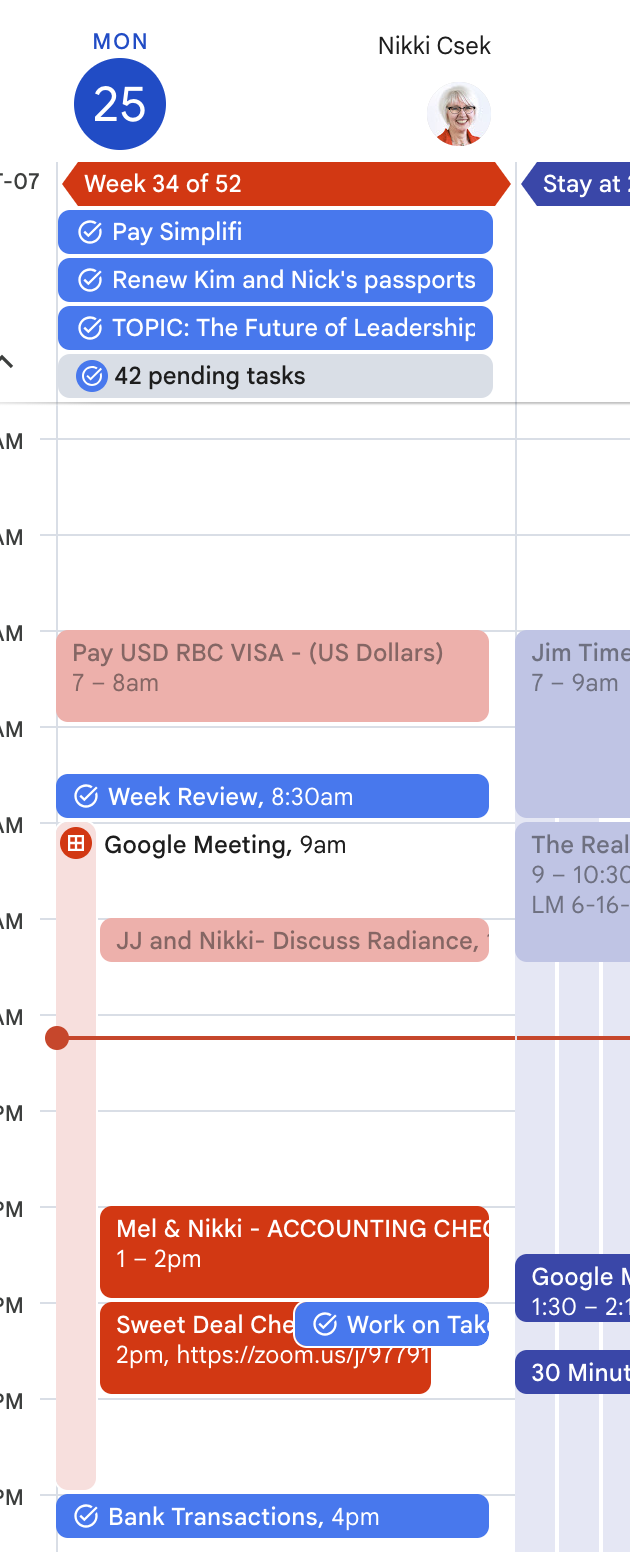 MON
Nikki Csek
25
T-07
Week 34 of 52
Stay at
Pay Simplifi
Renew Kim and Nick's passports
TOPIC: The Future of Leadership
42 pending tasks
AM
AM
AM
Pay USD RBC VISA - (US Dollars)
7 – 8am
Jim Time
7 – 9am
AM
Week Review, 8:30am
AM
Google Meeting, 9am
The Real
9 – 10:30
LM 6-16-
AM
JJ and Nikki- Discuss Radiance,
AM
PM
PM
Mel & Nikki - ACCOUNTING CHEC
1 – 2pm
Google M
1:30 – 2:1
PM
Sweet Deal Che
Work on Take
2pm, https://zoom.us/j/97791
30 Minut
PM
PM
Bank Transactions, 4pm